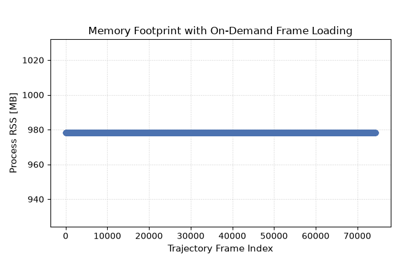 Memory Footprint with On-Demand Frame Loading
Process RSS [MB]
1020
1000
980
960
940
0 10000 20000 30000 40000 50000 60000 70000
Trajectory Frame Index